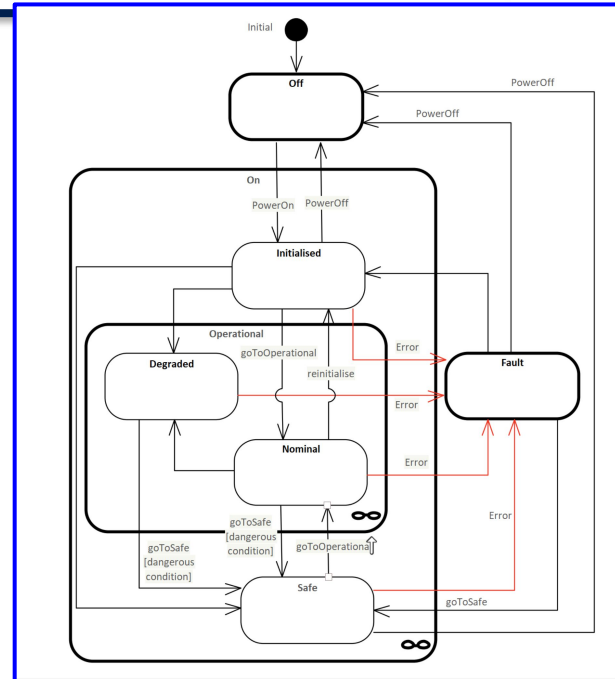 Initial
Off
PowerOff
PowerOff
On
PowerOn
PowerOff
Initialised
Operational
Degraded
goToOperational
Error
Fault
reinitialise
Error
Nominal
Error
goToSafe
[dangerous
condition]
goToSafe
[dangerous
condition]
goToOperationa
Error
Safe
goToSafe